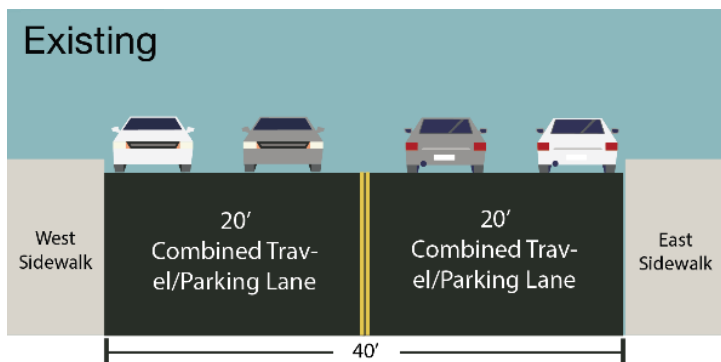 Existing
20′
Combined Trav-
el/Parking Lane
20′
Combined Trav-
el/Parking Lane
West
Sidewalk
East
Sidewalk
40′